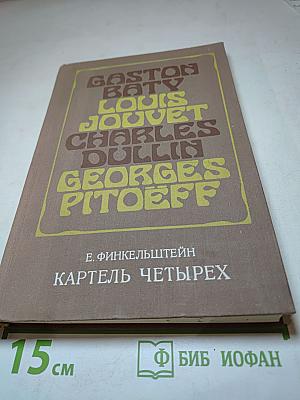 GASTON
BATY
LOUIS
JOUVET
CHARLES
DULLIN
GEORGES
PITOËFF
Е. ФИНКЕЛЬШТЕЙН
КАРТЕЛЬ ЧЕТЫРЕХ
15 см
Ф БИБ ИОФАН